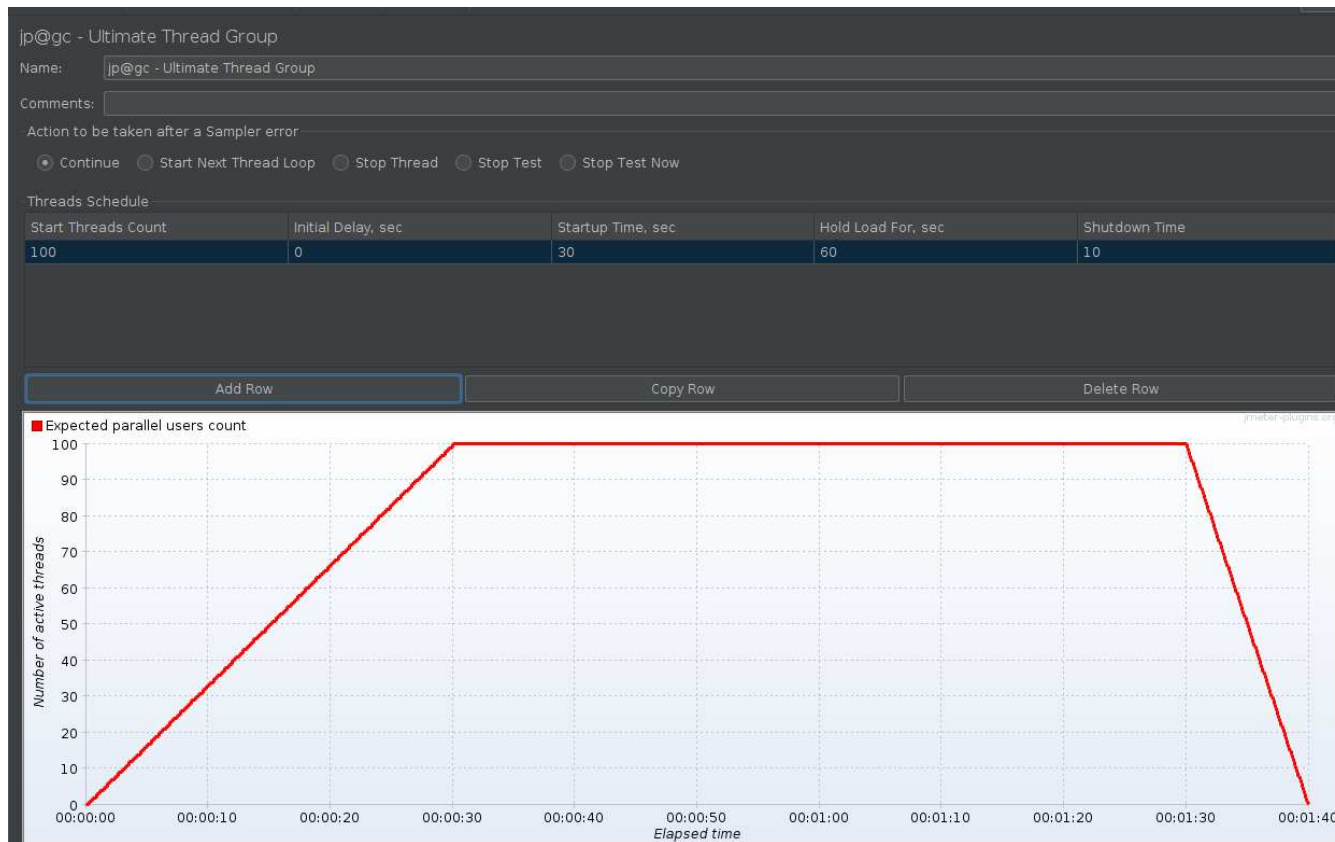 jp@gc - Ultimate Thread Group
Name: jp@gc - Ultimate Thread Group
Comments:
Action to be taken after a Sampler error
Continue Start Next Thread Loop Stop Thread Stop Test Stop Test Now
Threads Schedule
Start Threads Count Initial Delay, sec Startup Time, sec Hold Load For, sec Shutdown Time
100 0 30 60 10
Add Row Copy Row Delete Row
jmeter-plugins.or
Expected parallel users count
100
90
80
70
60
50
40
30
20
10
0
Number of active threads
00:00:00 00:00:10 00:00:20 00:00:30 00:00:40 00:00:50 00:01:00 00:01:10 00:01:20 00:01:30 00:01:40
Elapsed time